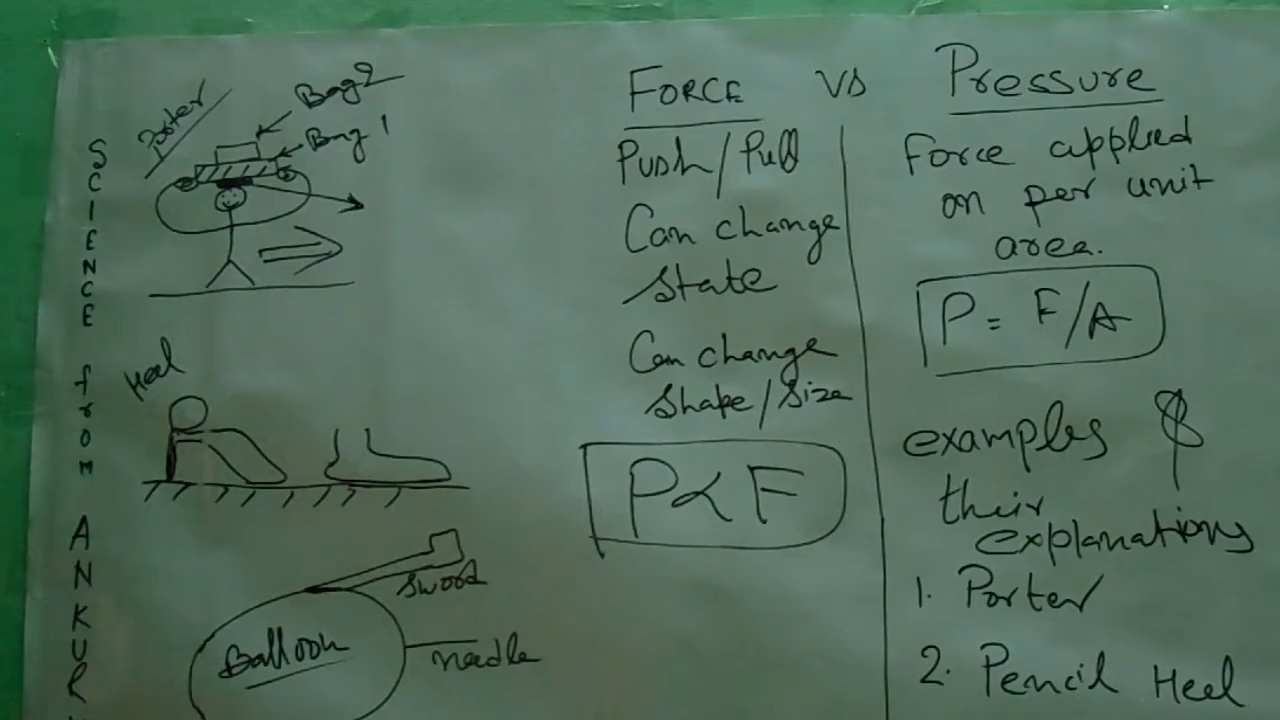 SCIENCE from ANKUR
Porter
Bag 2
Bag 1
Heel
Sword
Balloon
needle
FORCE vs Pressure
Push/Pull
Can change
state
Can change
Shape/Size
P∝F
Force applied
on per unit
area.
P = F/A
examples &
their
explanations
1. Porter
2. Pencil Heel